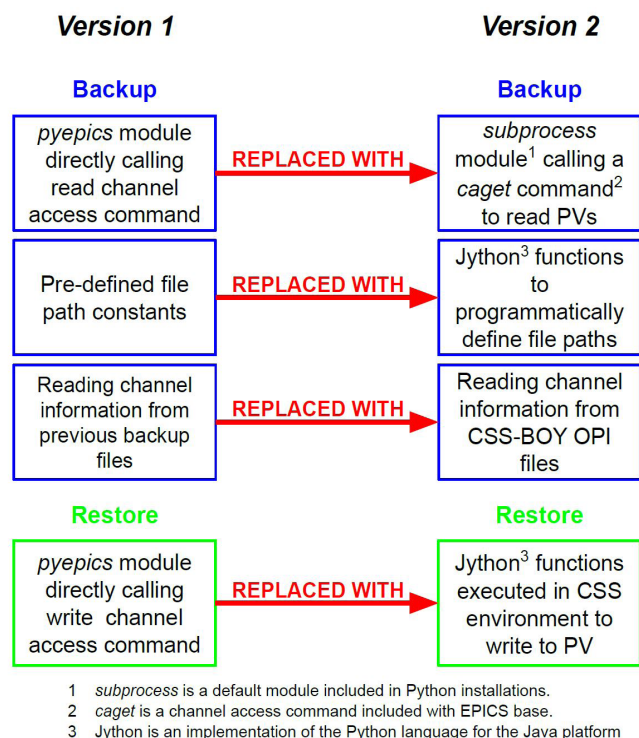 Version 1
Version 2
Backup
Backup
pyepics module
directly calling
read channel
access command
REPLACED WITH
subprocess
module1 calling a
caget command2
to read PVs
Pre-defined file
path constants
REPLACED WITH
Jython3 functions
to
programmatically
define file paths
Reading channel
information from
previous backup
files
REPLACED WITH
Reading channel
information from
CSS-BOY OPI
files
Restore
Restore
pyepics module
directly calling
write channel
access command
REPLACED WITH
Jython3 functions
executed in CSS
environment to
write to PV
1 subprocess is a default module included in Python installations.
2 caget is a channel access command included with EPICS base.
3 Jython is an implementation of the Python language for the Java platform